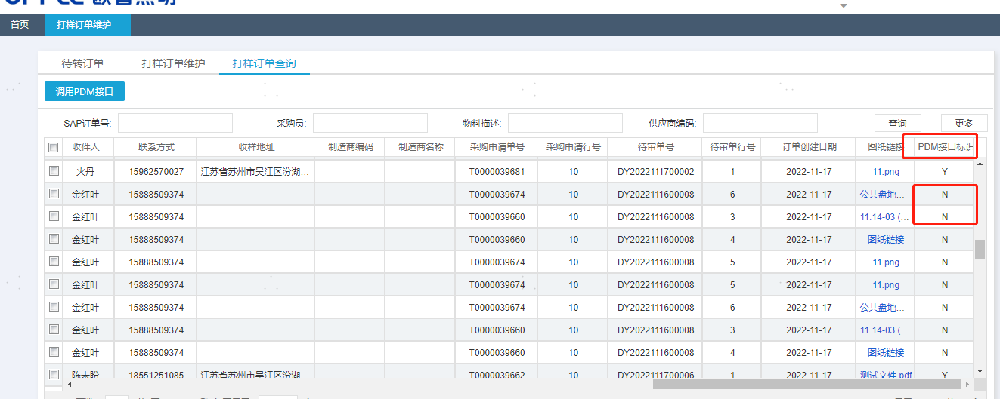 首页 打样订单维护
待转订单 打样订单维护 打样订单查询
调用PDM接口
SAP订单号: 采购员: 物料描述: 供应商编码: 查询 更多
收件人 联系方式 收样地址 制造商编码 制造商名称 采购申请单号 采购申请行号 待审单号 待审单行号 订单创建日期 图纸链接 PDM接口标识
火丹 15962570027 江苏省苏州市吴江区汾湖... T0000039681 10 DY2022111700002 1 2022-11-17 11.png Y
金红叶 15888509374 T0000039674 10 DY2022111600008 6 2022-11-17 公共盘地... N
金红叶 15888509374 T0000039660 10 DY2022111600008 3 2022-11-17 11.14-03 (... N
金红叶 15888509374 T0000039660 10 DY2022111600008 4 2022-11-17 图纸链接 N
金红叶 15888509374 T0000039674 10 DY2022111600008 5 2022-11-17 11.png N
金红叶 15888509374 T0000039674 10 DY2022111600008 5 2022-11-17 11.png N
金红叶 15888509374 T0000039674 10 DY2022111600008 6 2022-11-17 公共盘地... N
金红叶 15888509374 T0000039660 10 DY2022111600008 3 2022-11-17 11.14-03 (... N
金红叶 15888509374 T0000039660 10 DY2022111600008 4 2022-11-17 图纸链接 N
18551251085 江苏省苏州市吴江区汾湖 T0000039662 10 DY2022111700006 1 2022-11-17 测试文件.pdf Y